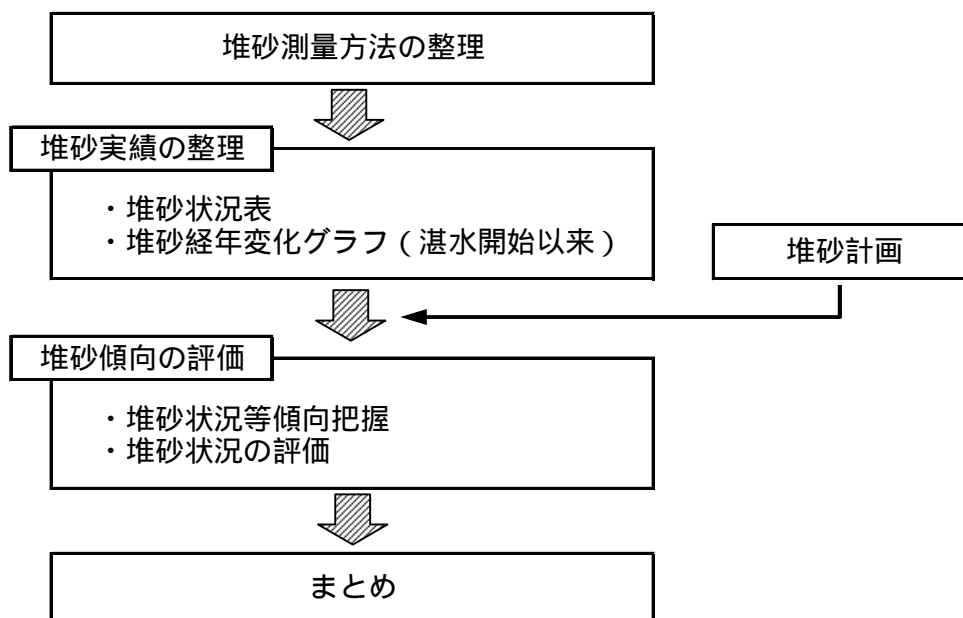 堆砂測量方法の整理
堆砂実績の整理
・堆砂状況表
・堆砂経年変化グラフ（湛水開始以来）
堆砂計画
堆砂傾向の評価
・堆砂状況等傾向把握
・堆砂状況の評価
まとめ